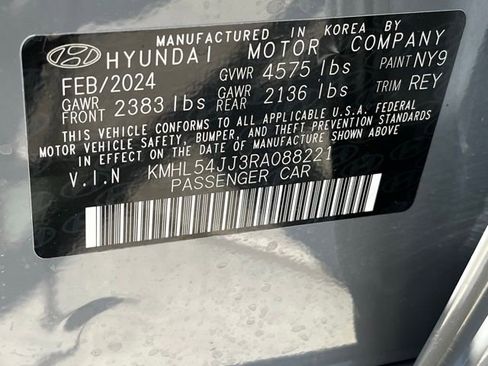 MANUFACTURED IN KOREA BY
HYUNDAI MOTOR COMPANY
FEB/2024 GVWR 4575 lbs PAINT NY9
GAWR FRONT 2383 lbs GAWR REAR 2136 lbs TRIM REY
THIS VEHICLE CONFORMS TO ALL APPLICABLE U.S.A. FEDERAL
MOTOR VEHICLE SAFETY, BUMPER, AND THEFT PREVENTION STANDARDS
IN EFFECT ON THE DATE OF MANUFACTURE SHOWN ABOVE
V.I.N KMHL54JJ3RA088221
PASSENGER CAR